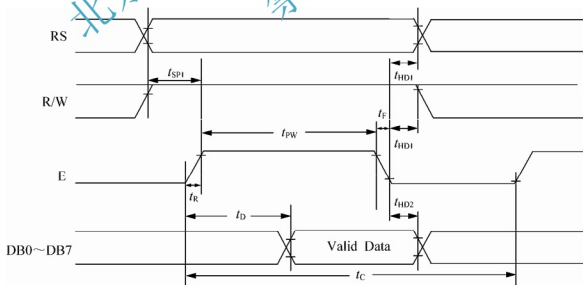 RS
tSP1
tHD1
R/W
tF
tHD1
tPW
E
tR
tD
tHD2
DB0～DB7
Valid Data
tC